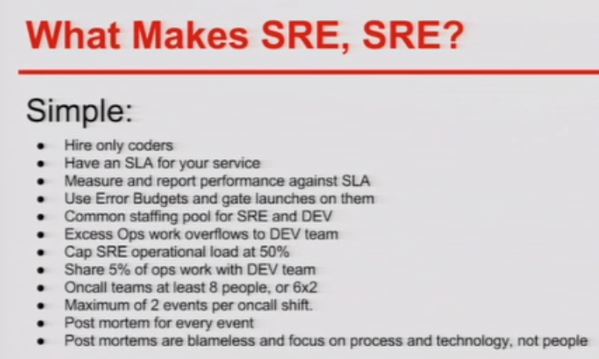 What Makes SRE, SRE?
Simple:
• Hire only coders
• Have an SLA for your service
• Measure and report performance against SLA
• Use Error Budgets and gate launches on them
• Common staffing pool for SRE and DEV
• Excess Ops work overflows to DEV team
• Cap SRE operational load at 50%
• Share 5% of ops work with DEV team
• Oncall teams at least 8 people, or 6x2
• Maximum of 2 events per oncall shift.
• Post mortem for every event
• Post mortems are blameless and focus on process and technology, not people